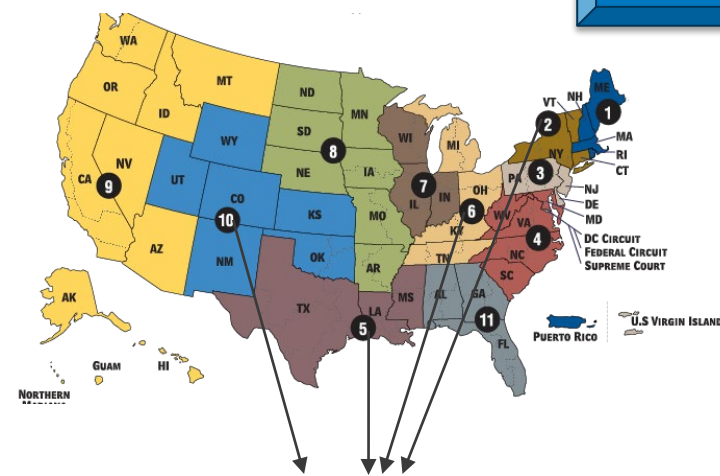 WA
OR
ID
MT
ND
MN
SD
8
NE
IA
WY
NV
CA
9
UT
CO
10
KS
MO
AZ
NM
OK
AR
TX
LA
5
MS
WI
MI
7
IL
IN
OH
6
KY
TN
AL
GA
11
FL
WV
VA
4
NC
SC
PA
3
NY
2
VT
NH
ME
1
MA
RI
CT
NJ
DE
MD
DC CIRCUIT
FEDERAL CIRCUIT
SUPREME COURT
AK
GUAM
HI
NORTHERN
PUERTO RICO
U.S VIRGIN ISLAND